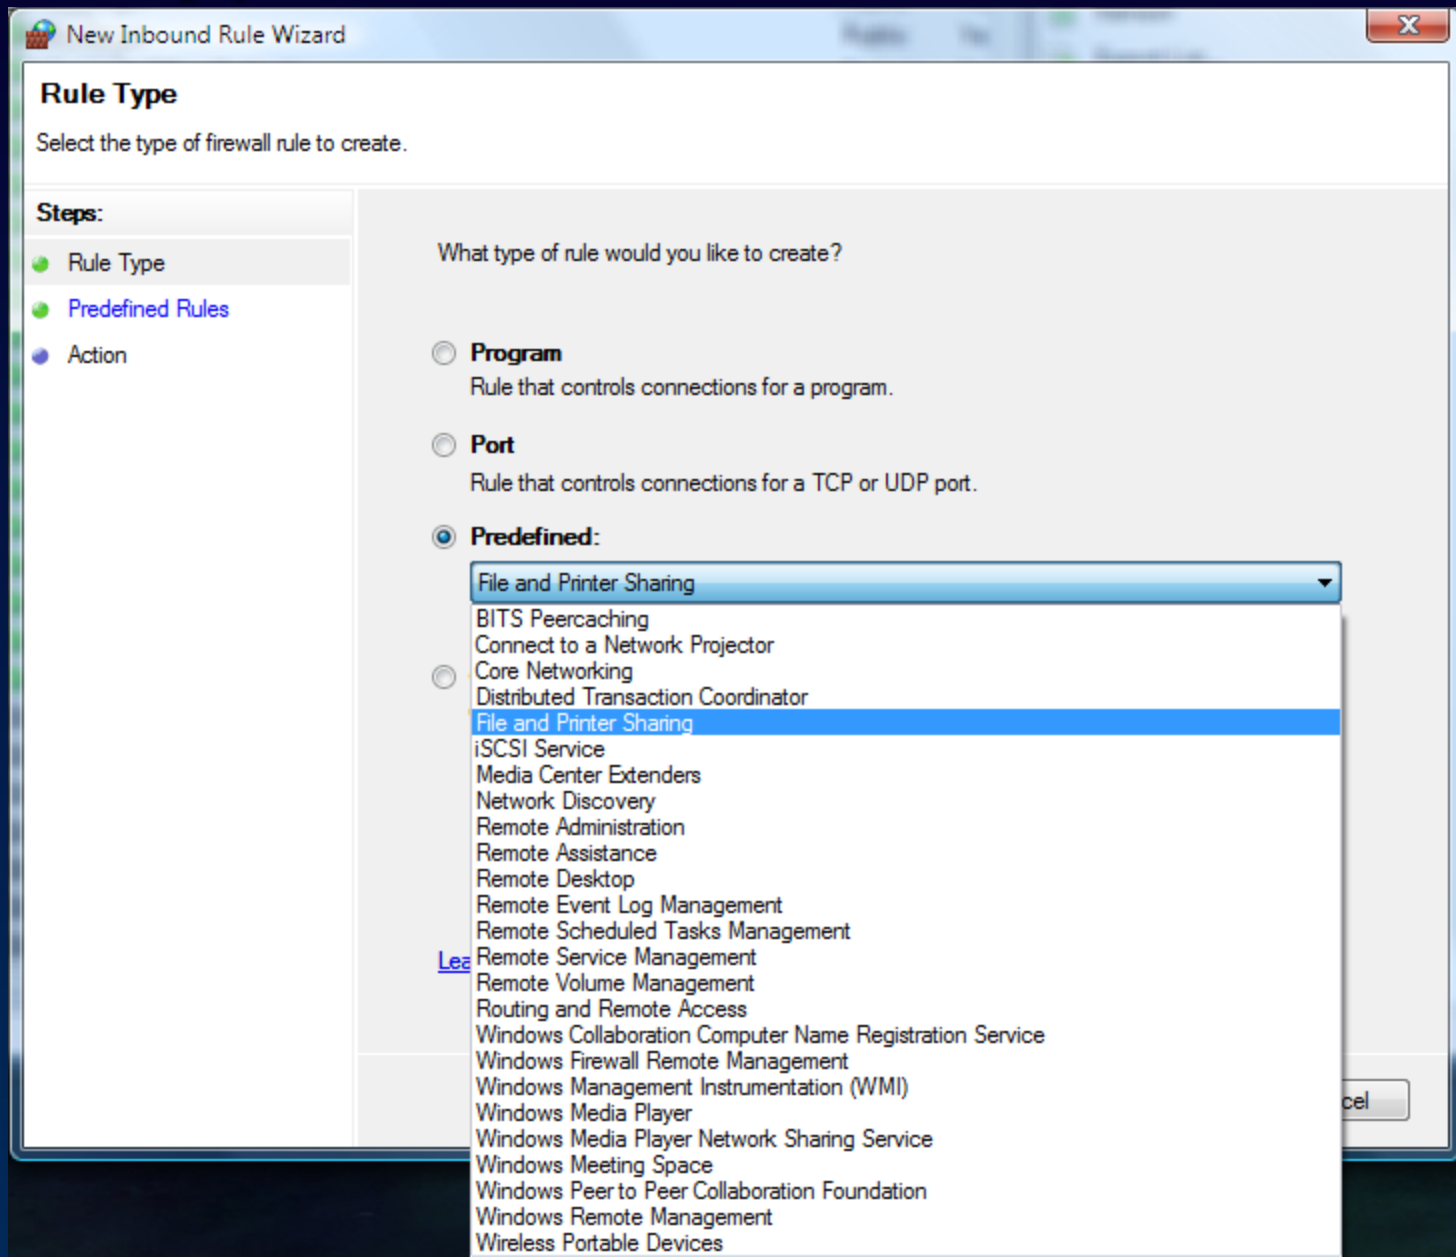 New Inbound Rule Wizard
Rule Type
Select the type of firewall rule to create.
Steps:
Rule Type
Predefined Rules
Action
What type of rule would you like to create?
Program
Rule that controls connections for a program.
Port
Rule that controls connections for a TCP or UDP port.
Predefined:
File and Printer Sharing
BITS Peercaching
Connect to a Network Projector
Core Networking
Distributed Transaction Coordinator
File and Printer Sharing
iSCSI Service
Media Center Extenders
Network Discovery
Remote Administration
Remote Assistance
Remote Desktop
Remote Event Log Management
Remote Scheduled Tasks Management
Lea
Remote Service Management
Remote Volume Management
Routing and Remote Access
Windows Collaboration Computer Name Registration Service
Windows Firewall Remote Management
Windows Management Instrumentation (WMI)
cel
Windows Media Player
Windows Media Player Network Sharing Service
Windows Meeting Space
Windows Peer to Peer Collaboration Foundation
Windows Remote Management
Wireless Portable Devices